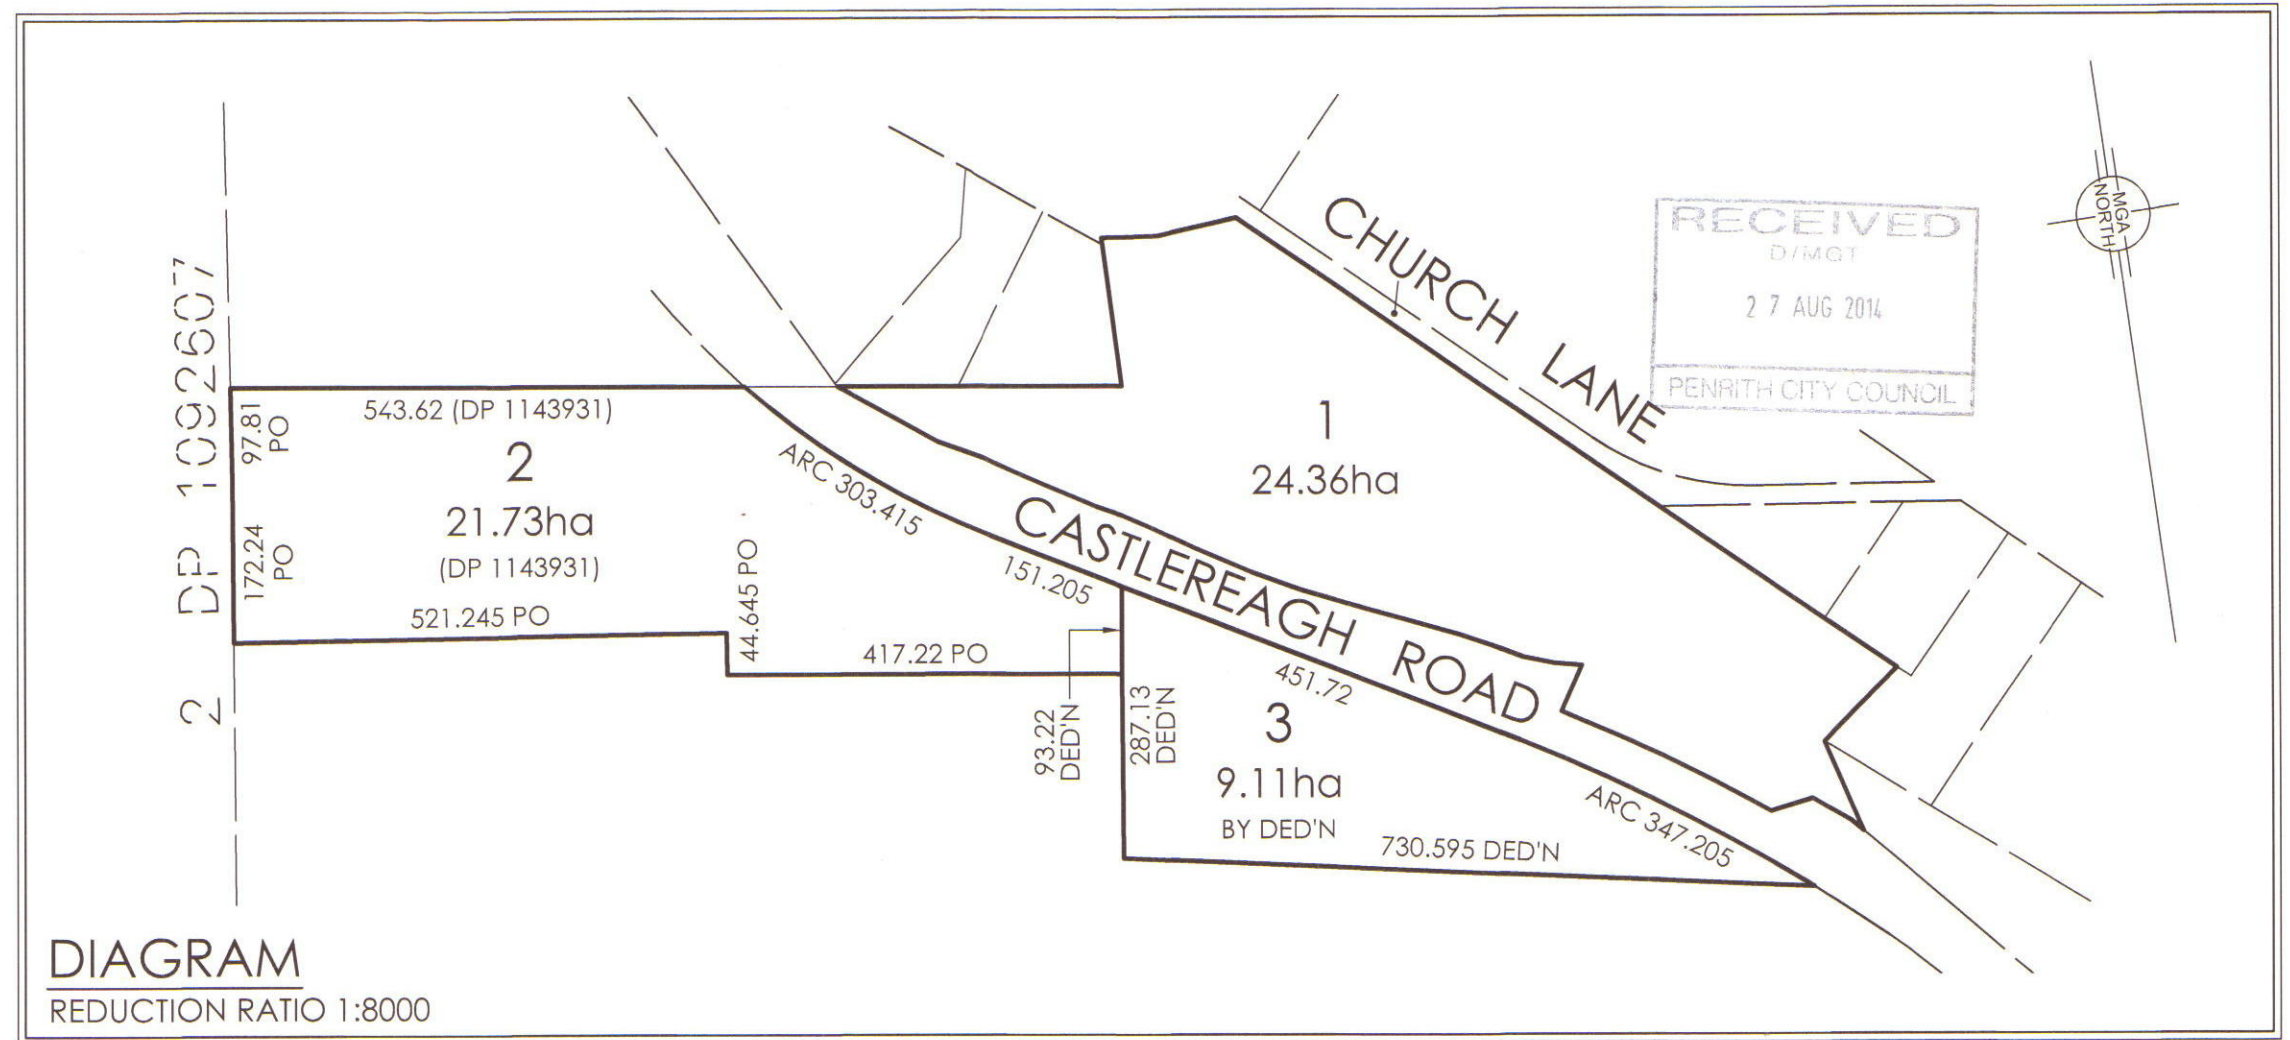 CHURCH LANE
MGA
NORTH
RECEIVED
D/MGT
27 AUG 2014
PENRITH CITY COUNCIL
2 DP 1092607
97.81
PO
172.24
PO
543.62 (DP 1143931)
2
21.73ha
(DP 1143931)
521.245 PO
44.645 PO
417.22 PO
ARC 303.415
151.205
CASTLEREAGH ROAD
1
24.36ha
93.22
DED'N
287.13
DED'N
451.72
3
9.11ha
BY DED'N
730.595 DED'N
ARC 347.205
DIAGRAM
REDUCTION RATIO 1:8000